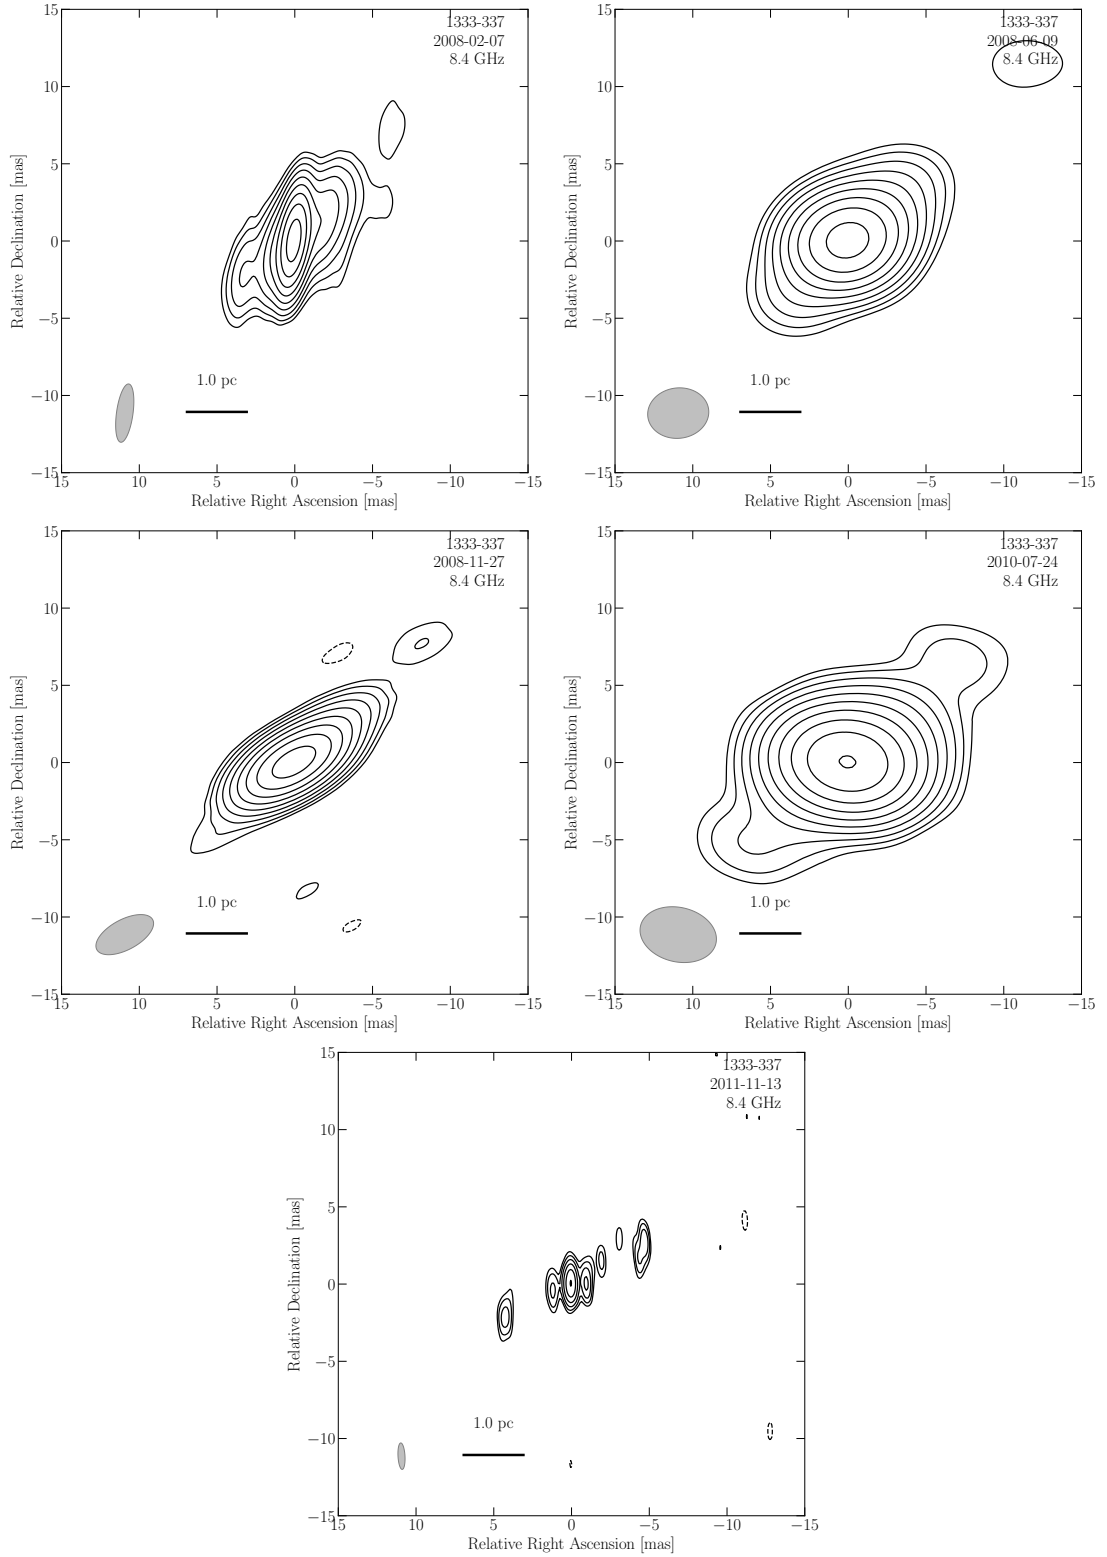 1333-337
2008-02-07
8.4 GHz
15
10
5
0
−5
−10
−15
Relative Declination [mas]
1.0 pc
15 10 5 0 −5 −10 −15
Relative Right Ascension [mas]
1333-337
2008-06-09
8.4 GHz
15
10
5
0
−5
−10
−15
Relative Declination [mas]
1.0 pc
15 10 5 0 −5 −10 −15
Relative Right Ascension [mas]
1333-337
2008-11-27
8.4 GHz
15
10
5
0
−5
−10
−15
Relative Declination [mas]
1.0 pc
15 10 5 0 −5 −10 −15
Relative Right Ascension [mas]
1333-337
2010-07-24
8.4 GHz
15
10
5
0
−5
−10
−15
Relative Declination [mas]
1.0 pc
15 10 5 0 −5 −10 −15
Relative Right Ascension [mas]
1333-337
2011-11-13
8.4 GHz
15
10
5
0
−5
−10
−15
Relative Declination [mas]
1.0 pc
15 10 5 0 −5 −10 −15
Relative Right Ascension [mas]